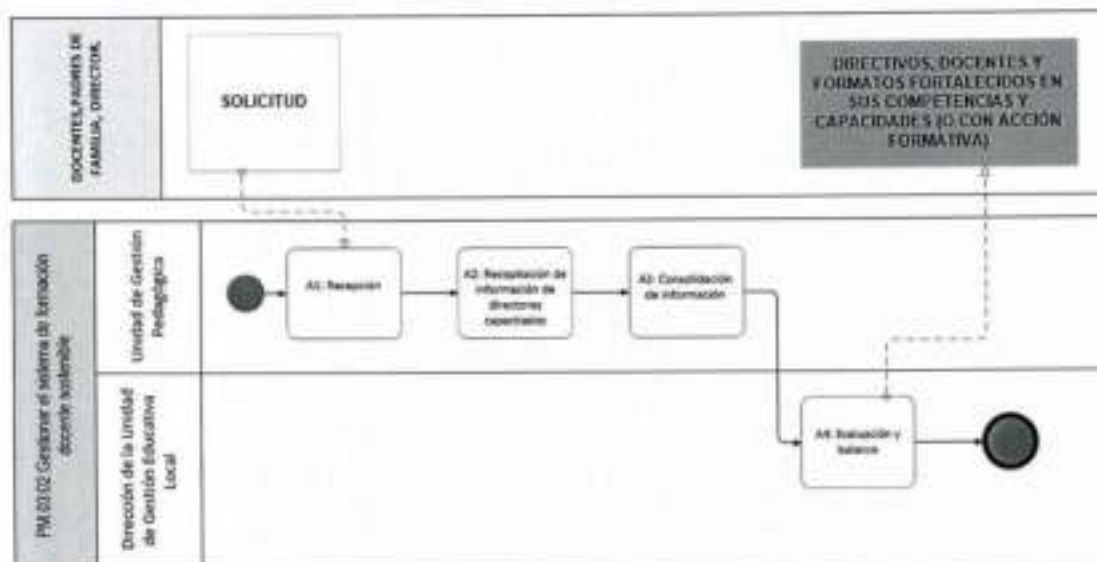 DOCENTES,PADRES DE
FAMILIA, DIRECTOR,
SOLICITUD
DIRECTIVOS, DOCENTES Y
FORMATOS FORTALECIDOS EN
SUS COMPETENCIAS Y
CAPACIDADES (O CON ACCIÓN
FORMATIVA)
PM.03.02 Gestionar el sistema de formación
docente sostenible
Unidad de Gestión
Pedagógica
A1: Recepción
A2: Recopilación de
información de
directores
capacitados
A3: Consolidación
de información
Dirección de la Unidad
de Gestión Educativa
Local
A4: Evaluación y
balance